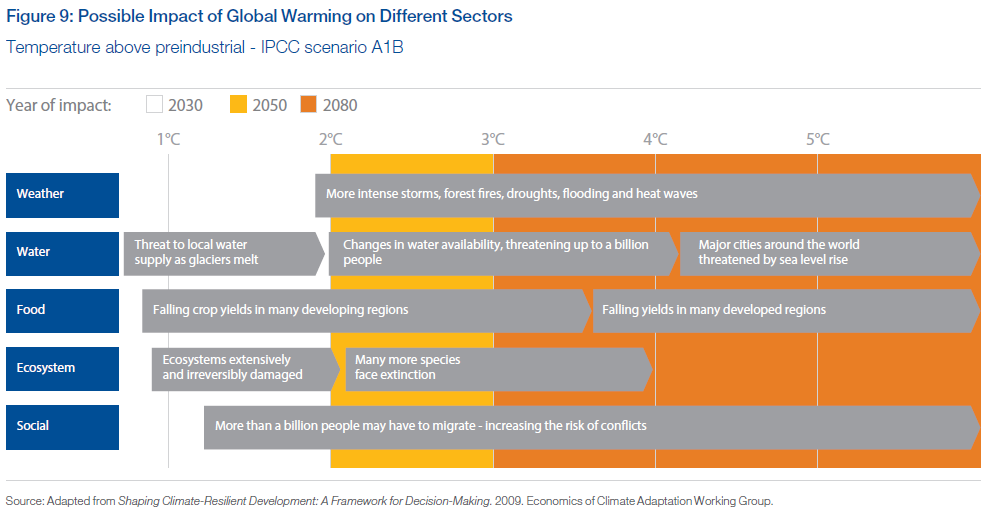 Figure 9: Possible Impact of Global Warming on Different Sectors
Temperature above preindustrial - IPCC scenario A1B
Year of impact: 2030 2050 2080
1°C 2°C 3°C 4°C 5°C
Weather
More intense storms, forest fires, droughts, flooding and heat waves
Water
Threat to local water
supply as glaciers melt
Changes in water availability, threatening up to a billion
people
Major cities around the world
threatened by sea level rise
Food
Falling crop yields in many developing regions
Falling yields in many developed regions
Ecosystem
Ecosystems extensively
and irreversibly damaged
Many more species
face extinction
Social
More than a billion people may have to migrate - increasing the risk of conflicts
Source: Adapted from Shaping Climate-Resilient Development: A Framework for Decision-Making. 2009. Economics of Climate Adaptation Working Group.